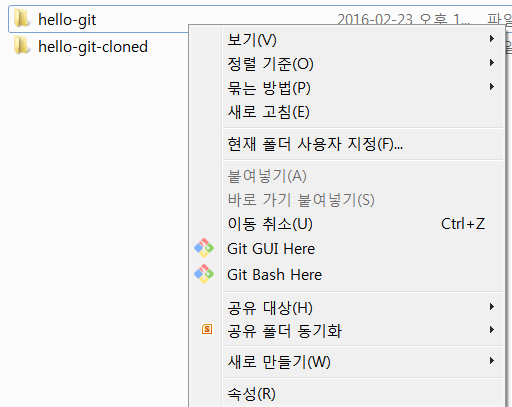 hello-git 2016-02-23 오후 1... 파일
hello-git-cloned
보기(V)
정렬 기준(O)
묶는 방법(P)
새로 고침(E)
현재 폴더 사용자 지정(F)...
붙여넣기(A)
바로 가기 붙여넣기(S)
이동 취소(U) Ctrl+Z
Git GUI Here
Git Bash Here
공유 대상(H)
공유 폴더 동기화
새로 만들기(W)
속성(R)